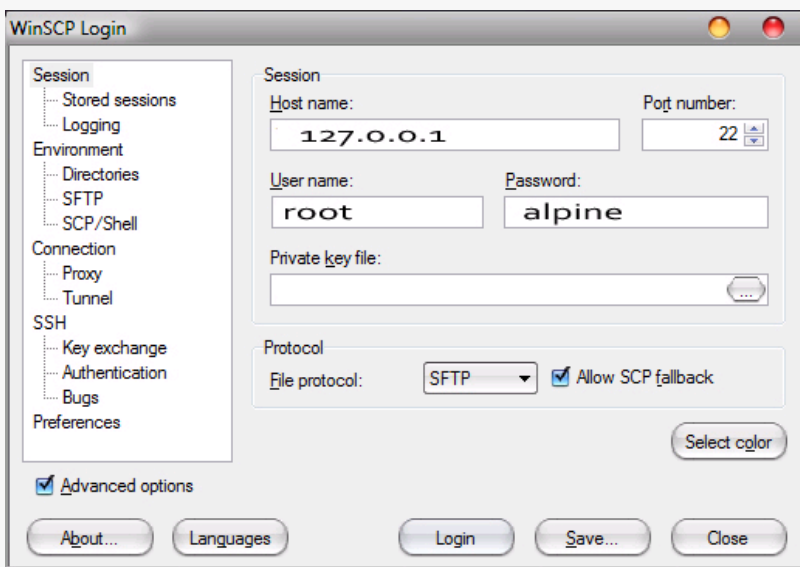 WinSCP Login
Session
Stored sessions
Logging
Environment
Directories
SFTP
SCP/Shell
Connection
Proxy
Tunnel
SSH
Key exchange
Authentication
Bugs
Preferences
Advanced options
Session
Host name: Port number:
127.0.0.1 22
User name: Password:
root alpine
Private key file:
...
Protocol
File protocol: SFTP Allow SCP fallback
Select color
About... Languages Login Save... Close